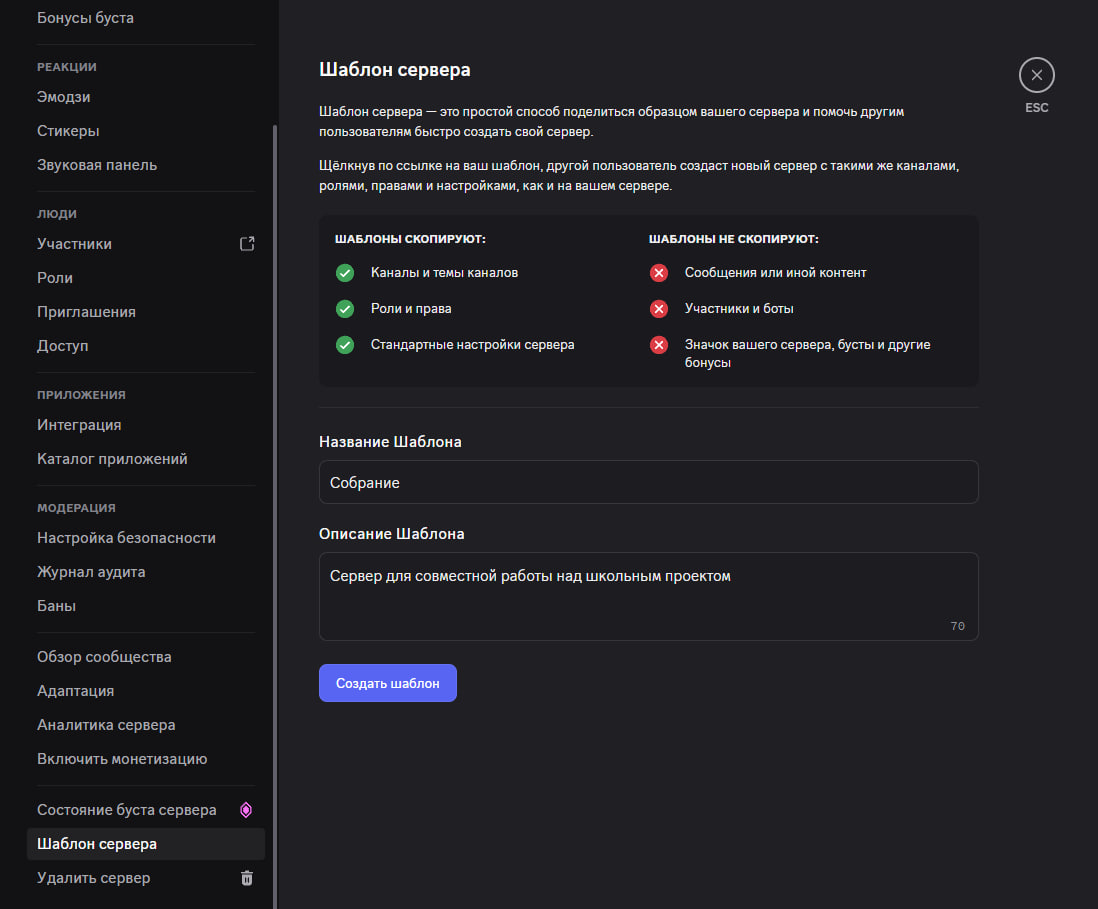 Бонусы буста
РЕАКЦИИ
Эмодзи
Стикеры
Звуковая панель
ЛЮДИ
Участники
Роли
Приглашения
Доступ
ПРИЛОЖЕНИЯ
Интеграция
Каталог приложений
МОДЕРАЦИЯ
Настройка безопасности
Журнал аудита
Баны
Обзор сообщества
Адаптация
Аналитика сервера
Включить монетизацию
Состояние буста сервера
Шаблон сервера
Удалить сервер
Шаблон сервера
ESC
Шаблон сервера — это простой способ поделиться образцом вашего сервера и помочь другим
пользователям быстро создать свой сервер.
Щёлкнув по ссылке на ваш шаблон, другой пользователь создаст новый сервер с такими же каналами,
ролями, правами и настройками, как и на вашем сервере.
ШАБЛОНЫ СКОПИРУЮТ:
Каналы и темы каналов
Роли и права
Стандартные настройки сервера
ШАБЛОНЫ НЕ СКОПИРУЮТ:
Сообщения или иной контент
Участники и боты
Значок вашего сервера, бусты и другие
бонусы
Название Шаблона
Собрание
Описание Шаблона
Сервер для совместной работы над школьным проектом
70
Создать шаблон